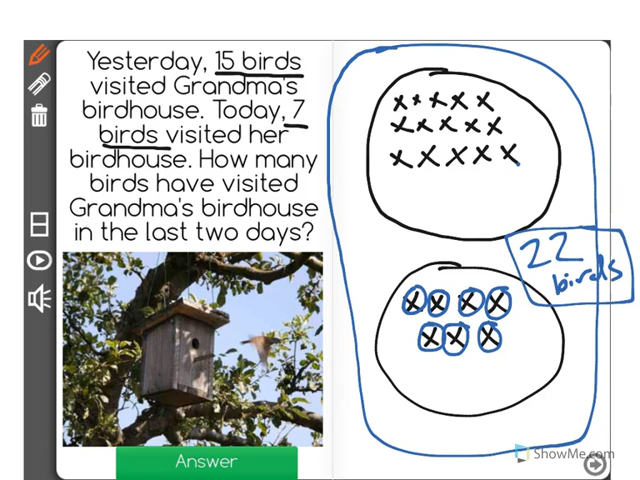 Yesterday, 15 birds
visited Grandma's
birdhouse. Today, 7
birds visited her
birdhouse. How many
birds have visited
Grandma's birdhouse
in the last two days?
Answer
x x x x x
x x x x x
x x x x x
22
birds
x x x x
x x x
ShowMe.com